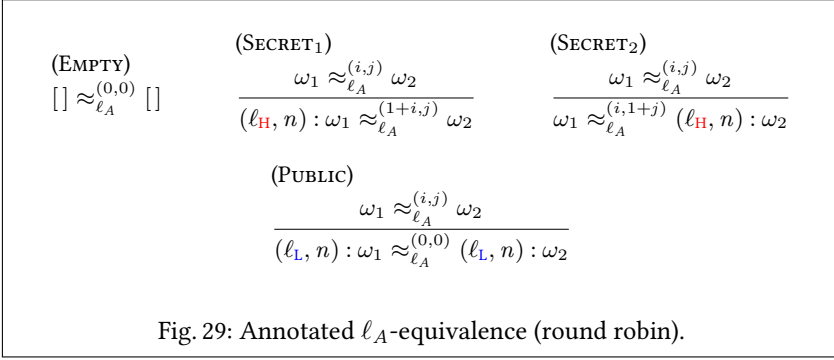 (EMPTY)
[ ] ≈_{ℓ_A}^{(0,0)} [ ]
(SECRET₁)
ω₁ ≈_{ℓ_A}^{(i,j)} ω₂
(ℓ_H, n) : ω₁ ≈_{ℓ_A}^{(1+i,j)} ω₂
(SECRET₂)
ω₁ ≈_{ℓ_A}^{(i,j)} ω₂
ω₁ ≈_{ℓ_A}^{(i,1+j)} (ℓ_H, n) : ω₂
(PUBLIC)
ω₁ ≈_{ℓ_A}^{(i,j)} ω₂
(ℓ_L, n) : ω₁ ≈_{ℓ_A}^{(0,0)} (ℓ_L, n) : ω₂
Fig. 29: Annotated ℓ_A-equivalence (round robin).